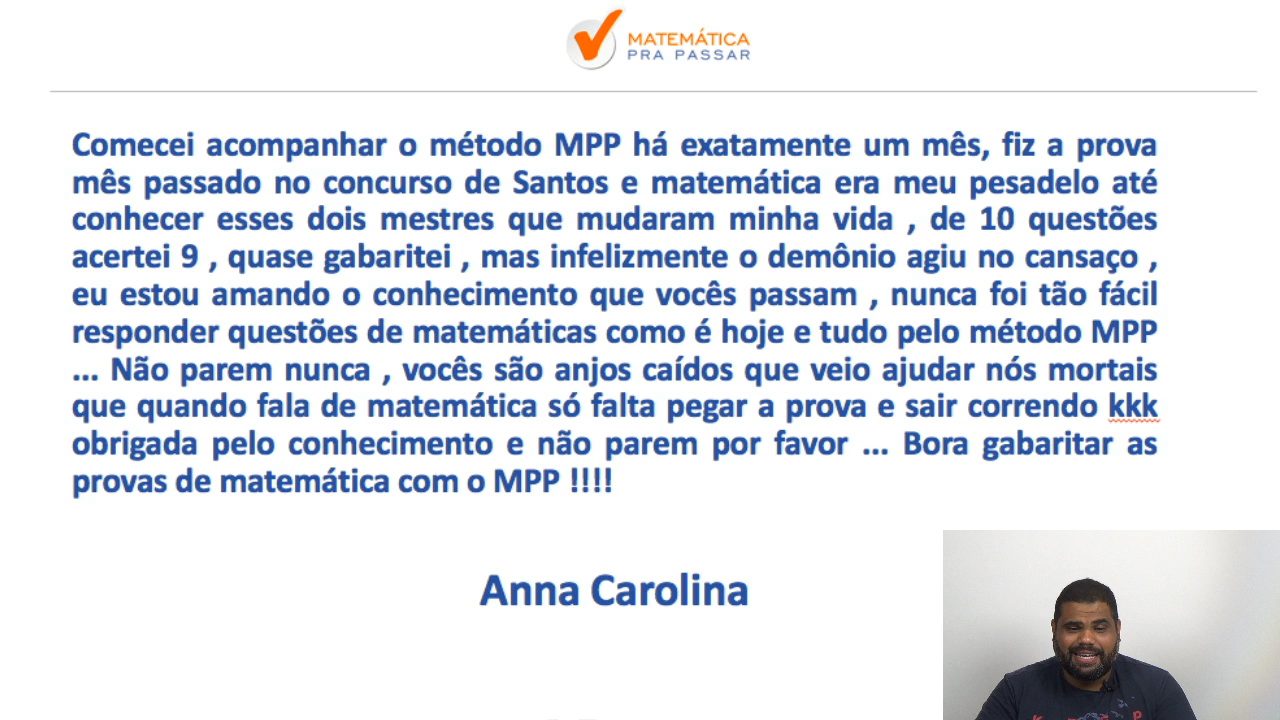 MATEMÁTICA
PRA PASSAR
Comecei acompanhar o método MPP há exatamente um mês, fiz a prova
mês passado no concurso de Santos e matemática era meu pesadelo até
conhecer esses dois mestres que mudaram minha vida , de 10 questões
acertei 9 , quase gabaritei , mas infelizmente o demônio agiu no cansaço ,
eu estou amando o conhecimento que vocês passam , nunca foi tão fácil
responder questões de matemáticas como é hoje e tudo pelo método MPP
... Não parem nunca , vocês são anjos caídos que veio ajudar nós mortais
que quando fala de matemática só falta pegar a prova e sair correndo kkk
obrigada pelo conhecimento e não parem por favor ... Bora gabaritar as
provas de matemática com o MPP !!!!
Anna Carolina